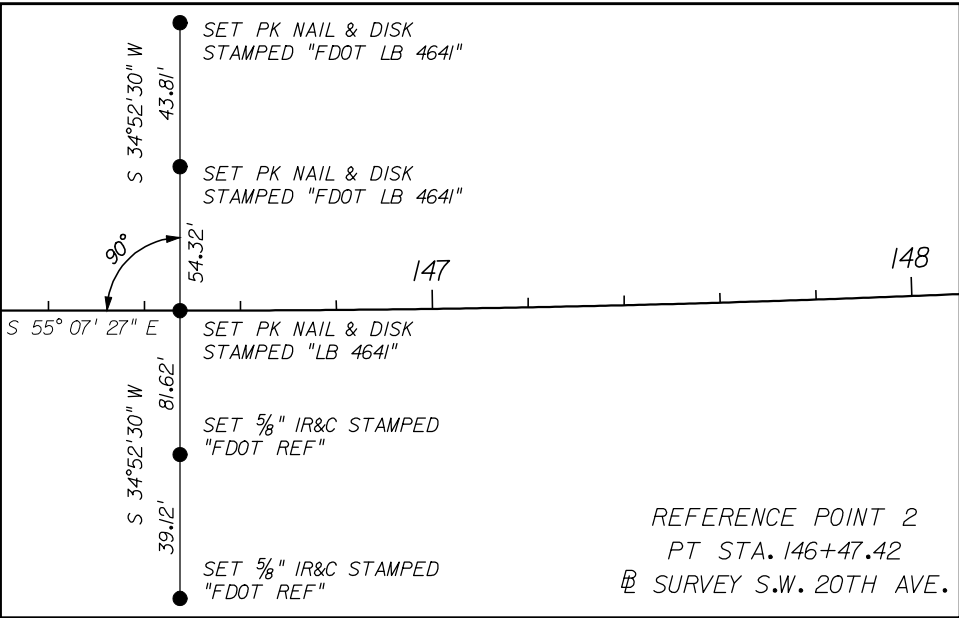 SET PK NAIL & DISK
STAMPED "FDOT LB 4641"
S 34°52'30" W
43.81'
SET PK NAIL & DISK
STAMPED "FDOT LB 4641"
90°
54.32'
147
148
S 55° 07' 27" E
SET PK NAIL & DISK
STAMPED "LB 4641"
81.62'
S 34°52'30" W
SET ⅝" IR&C STAMPED
"FDOT REF"
39.12'
SET ⅝" IR&C STAMPED
"FDOT REF"
REFERENCE POINT 2
PT STA. 146+47.42
BL SURVEY S.W. 20TH AVE.